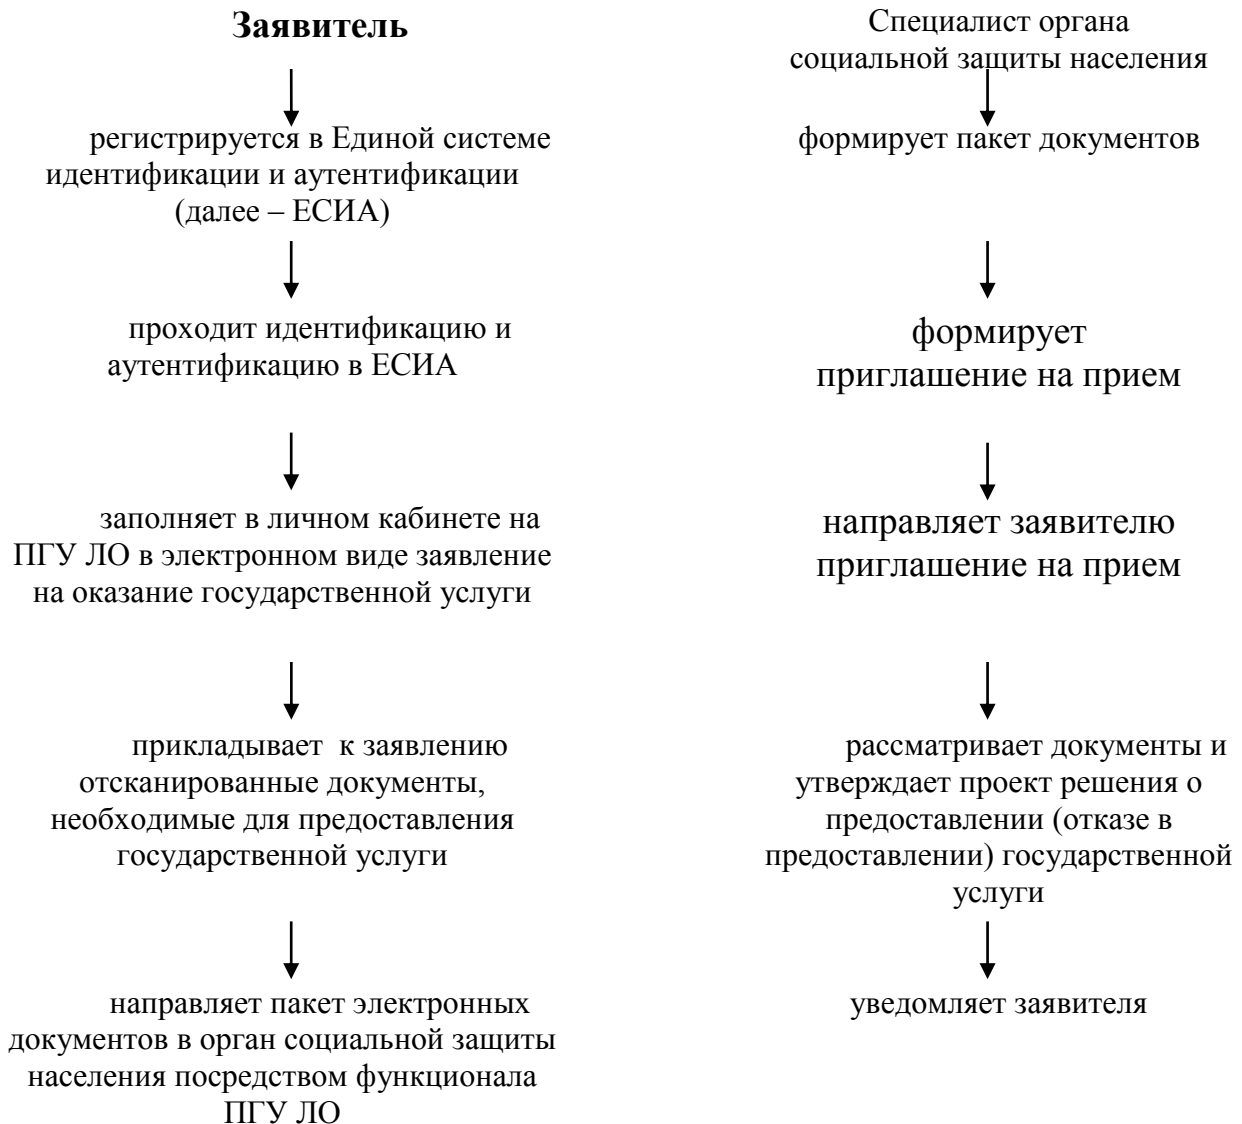 Заявитель
регистрируется в Единой системе
идентификации и аутентификации
(далее – ЕСИА)
проходит идентификацию и
аутентификацию в ЕСИА
заполняет в личном кабинете на
ПГУ ЛО в электронном виде заявление
на оказание государственной услуги
прикладывает к заявлению
отсканированные документы,
необходимые для предоставления
государственной услуги
направляет пакет электронных
документов в орган социальной защиты
населения посредством функционала
ПГУ ЛО
Специалист органа
социальной защиты населения
формирует пакет документов
формирует
приглашение на прием
направляет заявителю
приглашение на прием
рассматривает документы и
утверждает проект решения о
предоставлении (отказе в
предоставлении) государственной
услуги
уведомляет заявителя